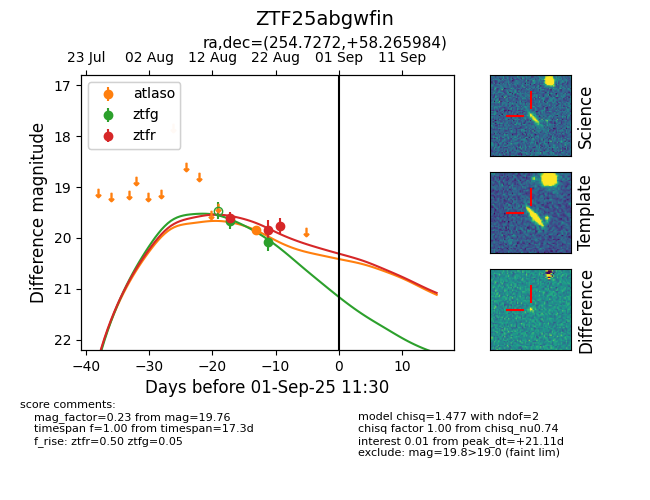 ZTF25abgwfin
ra,dec=(254.7272,+58.265984)
23 Jul 02 Aug 12 Aug 22 Aug 01 Sep 11 Sep
atlaso
ztfg
ztfr
17
18
19
20
21
22
Difference magnitude
−40 −30 −20 −10 0 10
Days before 01-Sep-25 11:30
Science
Template
Difference
score comments:
mag_factor=0.23 from mag=19.76
timespan f=1.00 from timespan=17.3d
f_rise: ztfr=0.50 ztfg=0.05
model chisq=1.477 with ndof=2
chisq factor 1.00 from chisq_nu0.74
interest 0.01 from peak_dt=+21.11d
exclude: mag=19.8>19.0 (faint lim)